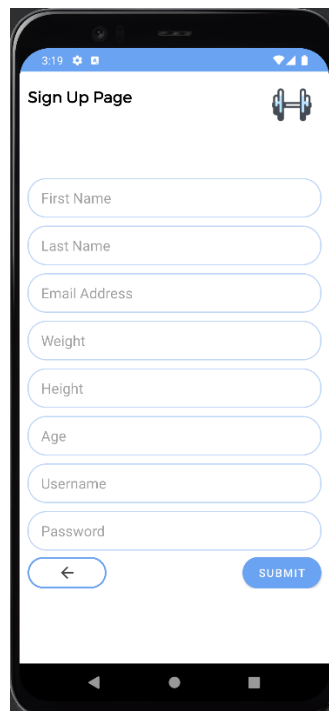 3:19
Sign Up Page
First Name
Last Name
Email Address
Weight
Height
Age
Username
Password
SUBMIT